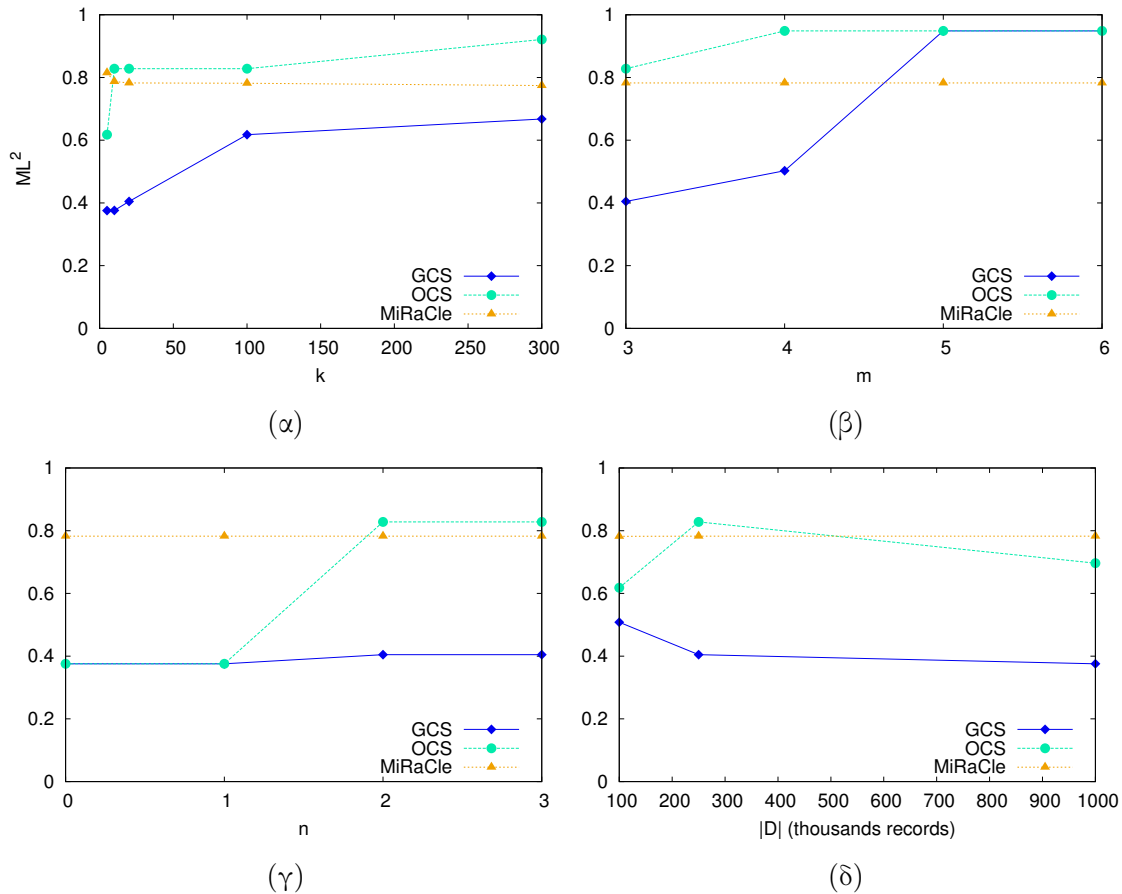 1
0.8
0.6
0.4
0.2
0
ML²
GCS
OCS
MiRaCle
0 50 100 150 200 250 300
k
(α)
1
0.8
0.6
0.4
0.2
0
GCS
OCS
MiRaCle
3 4 5 6
m
(β)
1
0.8
0.6
0.4
0.2
0
GCS
OCS
MiRaCle
0 1 2 3
n
(γ)
1
0.8
0.6
0.4
0.2
0
GCS
OCS
MiRaCle
100 200 300 400 500 600 700 800 900 1000
|D| (thousands records)
(δ)